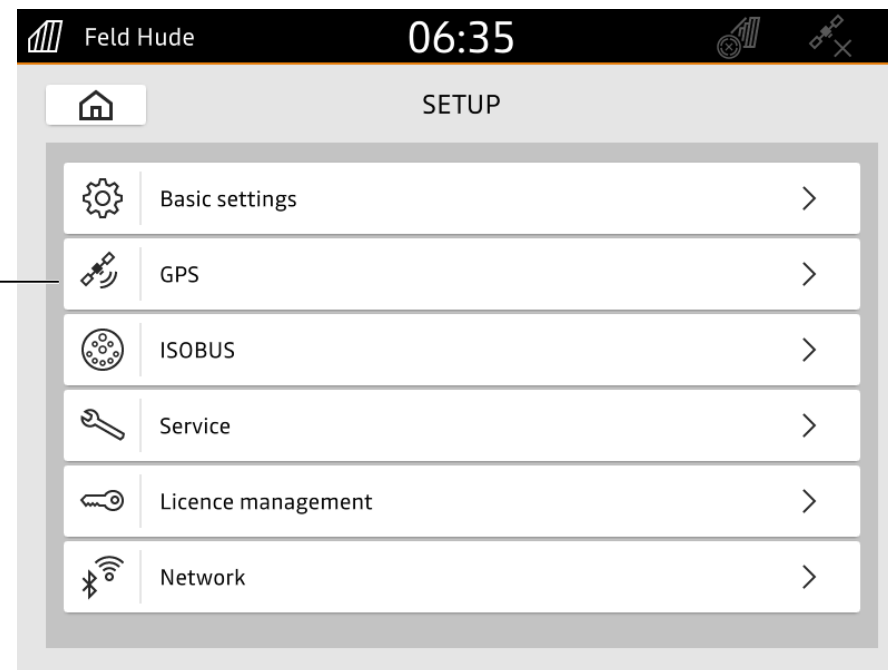 Feld Hude
06:35
SETUP
Basic settings
GPS
ISOBUS
Service
Licence management
Network